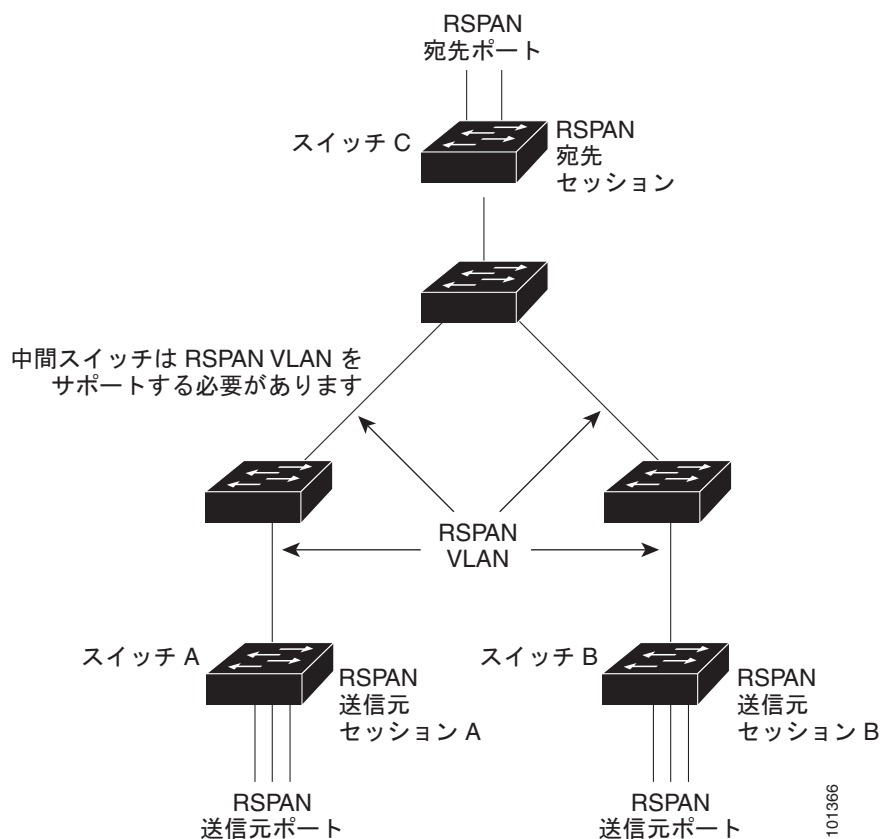 RSPAN
宛先ポート
スイッチ C
RSPAN
宛先
セッション
中間スイッチは RSPAN VLAN を
サポートする必要があります
RSPAN
VLAN
スイッチ A
RSPAN
送信元
セッション A
スイッチ B
RSPAN
送信元
セッション B
RSPAN
送信元ポート
RSPAN
送信元ポート
101366